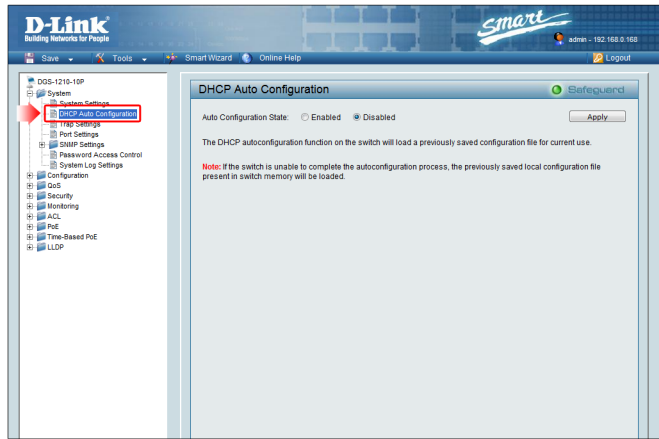 D-Link
Building Networks for People
Smart
admin - 192.168.0.168
Save
Tools
Smart Wizard
Online Help
Logout
DGS-1210-10P
System
System Settings
DHCP Auto Configuration
Trap Settings
Port Settings
SNMP Settings
Password Access Control
System Log Settings
Configuration
QoS
Security
Monitoring
ACL
PoE
Time-Based PoE
LLDP
DHCP Auto Configuration
Safeguard
Auto Configuration State:
Enabled
Disabled
Apply
The DHCP autoconfiguration function on the switch will load a previously saved configuration file for current use.
Note: If the switch is unable to complete the autoconfiguration process, the previously saved local configuration file
present in switch memory will be loaded.